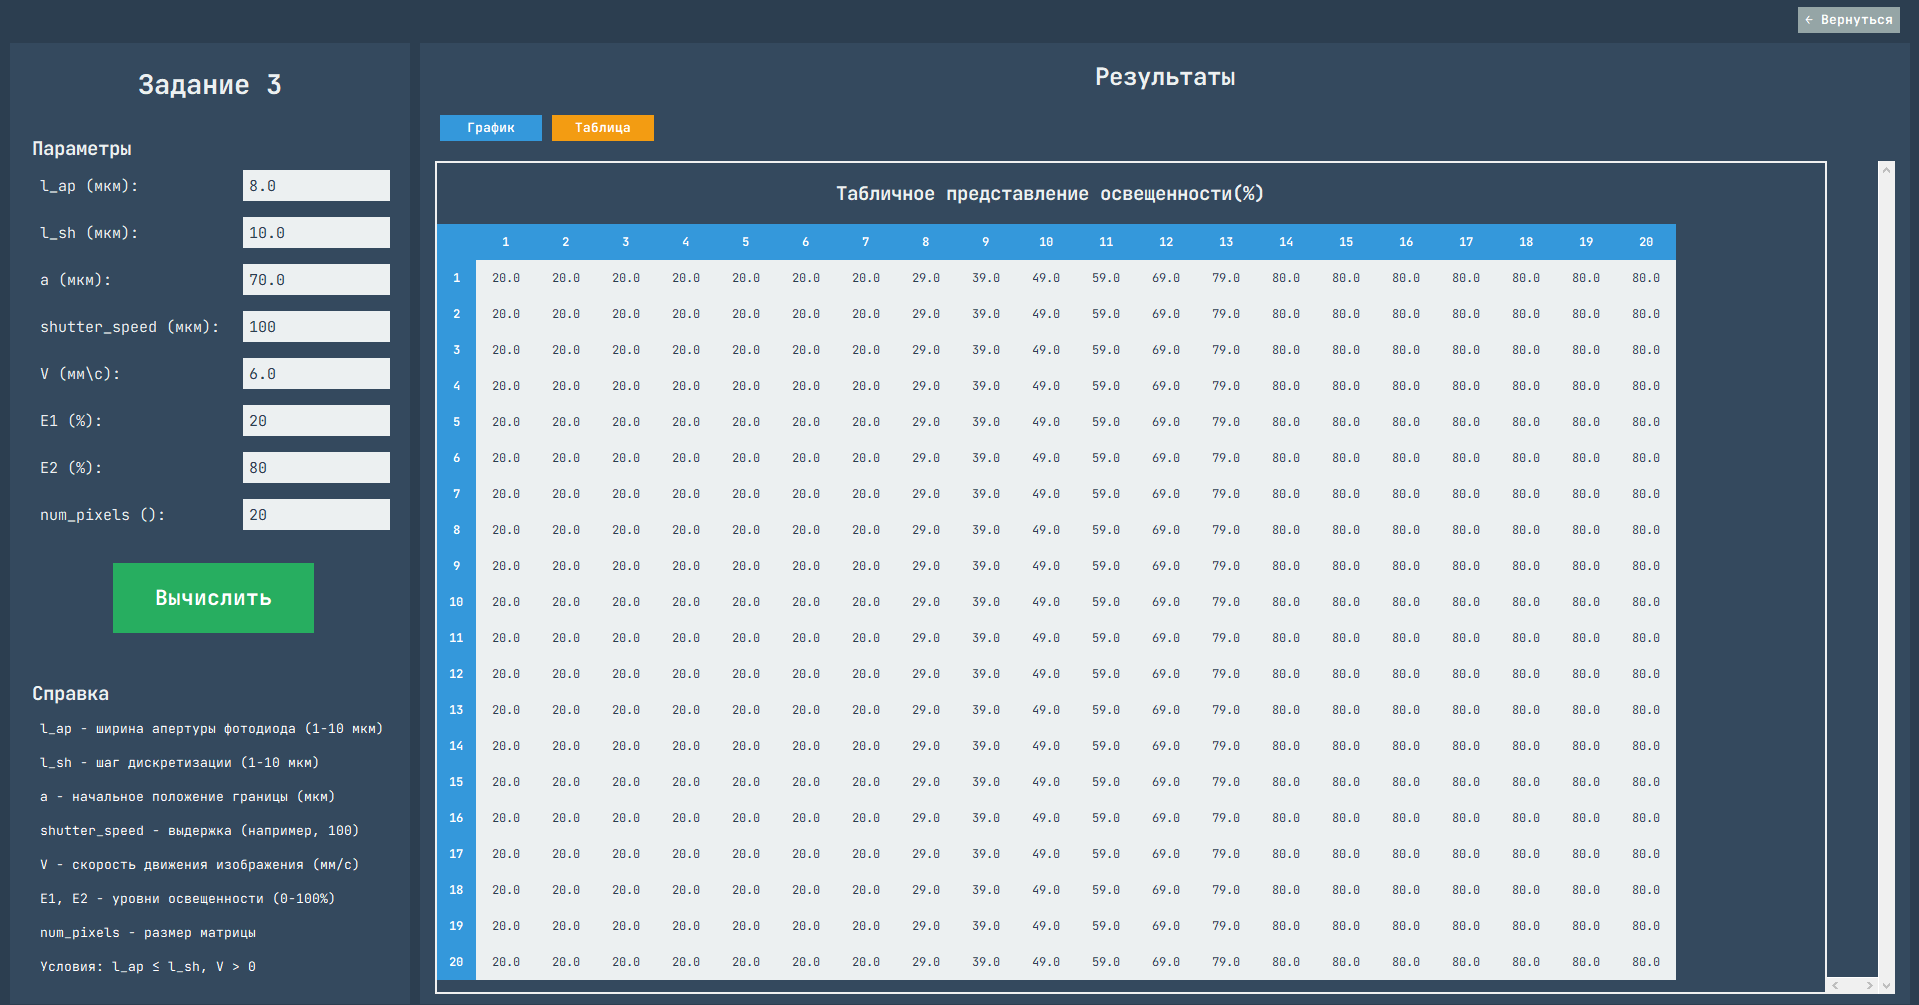 ← Вернуться
Задание 3
Параметры
l_ap (мкм): 8.0
l_sh (мкм): 10.0
a (мкм): 70.0
shutter_speed (мкм): 100
V (мм\с): 6.0
E1 (%): 20
E2 (%): 80
num_pixels (): 20
Вычислить
Справка
l_ap - ширина апертуры фотодиода (1-10 мкм)
l_sh - шаг дискретизации (1-10 мкм)
a - начальное положение границы (мкм)
shutter_speed - выдержка (например, 100)
V - скорость движения изображения (мм/с)
E1, E2 - уровни освещенности (0-100%)
num_pixels - размер матрицы
Условия: l_ap ≤ l_sh, V > 0
Результаты
График Таблица
Табличное представление освещенности(%)
1 2 3 4 5 6 7 8 9 10 11 12 13 14 15 16 17 18 19 20
1 20.0 20.0 20.0 20.0 20.0 20.0 20.0 29.0 39.0 49.0 59.0 69.0 79.0 80.0 80.0 80.0 80.0 80.0 80.0 80.0
2 20.0 20.0 20.0 20.0 20.0 20.0 20.0 29.0 39.0 49.0 59.0 69.0 79.0 80.0 80.0 80.0 80.0 80.0 80.0 80.0
3 20.0 20.0 20.0 20.0 20.0 20.0 20.0 29.0 39.0 49.0 59.0 69.0 79.0 80.0 80.0 80.0 80.0 80.0 80.0 80.0
4 20.0 20.0 20.0 20.0 20.0 20.0 20.0 29.0 39.0 49.0 59.0 69.0 79.0 80.0 80.0 80.0 80.0 80.0 80.0 80.0
5 20.0 20.0 20.0 20.0 20.0 20.0 20.0 29.0 39.0 49.0 59.0 69.0 79.0 80.0 80.0 80.0 80.0 80.0 80.0 80.0
6 20.0 20.0 20.0 20.0 20.0 20.0 20.0 29.0 39.0 49.0 59.0 69.0 79.0 80.0 80.0 80.0 80.0 80.0 80.0 80.0
7 20.0 20.0 20.0 20.0 20.0 20.0 20.0 29.0 39.0 49.0 59.0 69.0 79.0 80.0 80.0 80.0 80.0 80.0 80.0 80.0
8 20.0 20.0 20.0 20.0 20.0 20.0 20.0 29.0 39.0 49.0 59.0 69.0 79.0 80.0 80.0 80.0 80.0 80.0 80.0 80.0
9 20.0 20.0 20.0 20.0 20.0 20.0 20.0 29.0 39.0 49.0 59.0 69.0 79.0 80.0 80.0 80.0 80.0 80.0 80.0 80.0
10 20.0 20.0 20.0 20.0 20.0 20.0 20.0 29.0 39.0 49.0 59.0 69.0 79.0 80.0 80.0 80.0 80.0 80.0 80.0 80.0
11 20.0 20.0 20.0 20.0 20.0 20.0 20.0 29.0 39.0 49.0 59.0 69.0 79.0 80.0 80.0 80.0 80.0 80.0 80.0 80.0
12 20.0 20.0 20.0 20.0 20.0 20.0 20.0 29.0 39.0 49.0 59.0 69.0 79.0 80.0 80.0 80.0 80.0 80.0 80.0 80.0
13 20.0 20.0 20.0 20.0 20.0 20.0 20.0 29.0 39.0 49.0 59.0 69.0 79.0 80.0 80.0 80.0 80.0 80.0 80.0 80.0
14 20.0 20.0 20.0 20.0 20.0 20.0 20.0 29.0 39.0 49.0 59.0 69.0 79.0 80.0 80.0 80.0 80.0 80.0 80.0 80.0
15 20.0 20.0 20.0 20.0 20.0 20.0 20.0 29.0 39.0 49.0 59.0 69.0 79.0 80.0 80.0 80.0 80.0 80.0 80.0 80.0
16 20.0 20.0 20.0 20.0 20.0 20.0 20.0 29.0 39.0 49.0 59.0 69.0 79.0 80.0 80.0 80.0 80.0 80.0 80.0 80.0
17 20.0 20.0 20.0 20.0 20.0 20.0 20.0 29.0 39.0 49.0 59.0 69.0 79.0 80.0 80.0 80.0 80.0 80.0 80.0 80.0
18 20.0 20.0 20.0 20.0 20.0 20.0 20.0 29.0 39.0 49.0 59.0 69.0 79.0 80.0 80.0 80.0 80.0 80.0 80.0 80.0
19 20.0 20.0 20.0 20.0 20.0 20.0 20.0 29.0 39.0 49.0 59.0 69.0 79.0 80.0 80.0 80.0 80.0 80.0 80.0 80.0
20 20.0 20.0 20.0 20.0 20.0 20.0 20.0 29.0 39.0 49.0 59.0 69.0 79.0 80.0 80.0 80.0 80.0 80.0 80.0 80.0